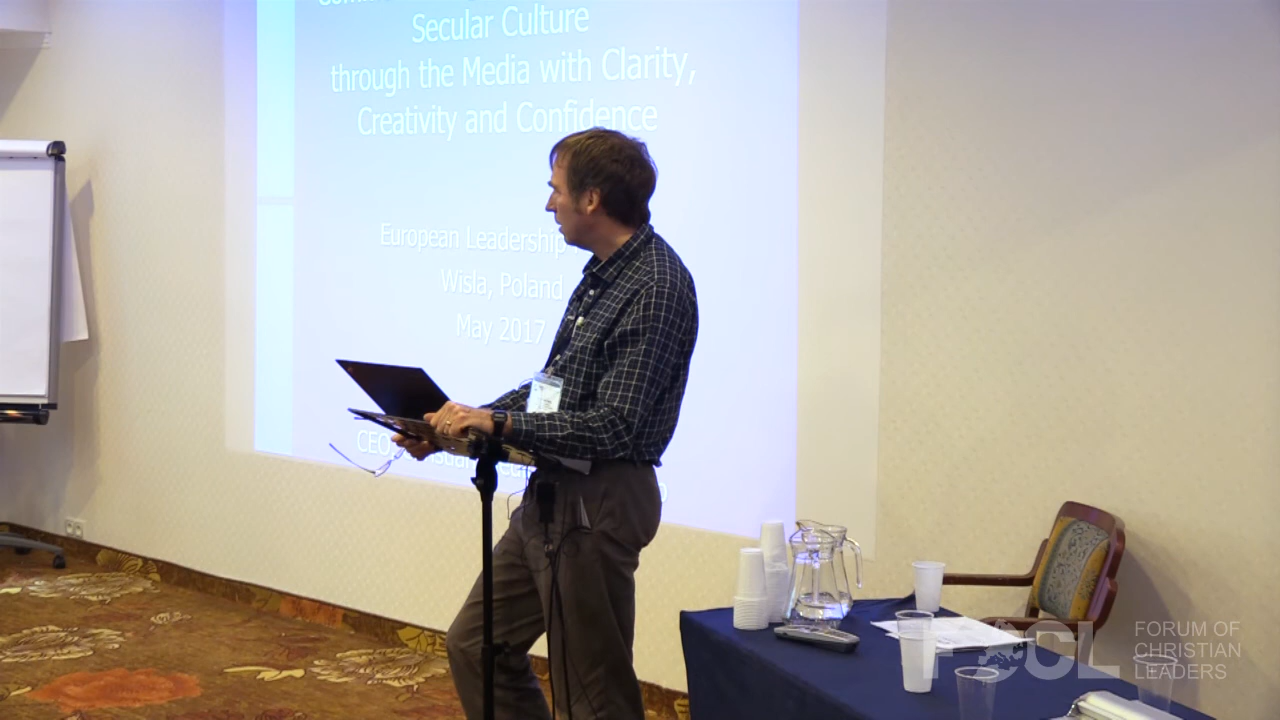 Secular Culture
through the Media with Clarity,
Creativity and Confidence
European Leadership
Wisla, Poland
May 2017
CEO
FOCL
FORUM OF
CHRISTIAN
LEADERS